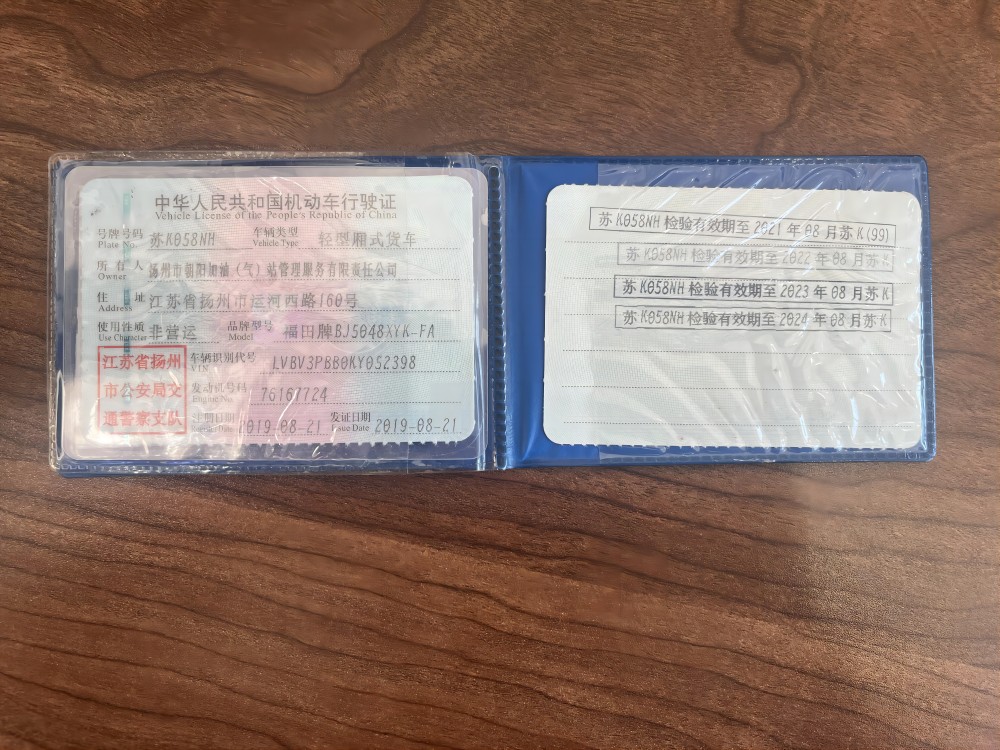 中华人民共和国机动车行驶证
Vehicle License of the People's Republic of China
号牌号码 苏K058NH 车辆类型 轻型厢式货车
Plate No. Vehicle Type
所有人 扬州市朝阳加油(气)站管理服务有限责任公司
Owner
住址 江苏省扬州市运河西路160号
Address
使用性质 非营运 品牌型号 福田牌BJ5048XYK-FA
Use Character Model
车辆识别代号 LVBV3PBB0KY052398
VIN
发动机号码 76167724
Engine No.
注册日期 2019-08-21 发证日期 2019-08-21
Register Date Issue Date
江苏省扬州
市公安局交
通警察支队
苏K058NH 检验有效期至 2021 年 08 月苏K(99)
苏K058NH 检验有效期至 2022 年 08 月苏K
苏K058NH 检验有效期至 2023 年 08 月苏K
苏K058NH 检验有效期至 2024 年 08 月苏K